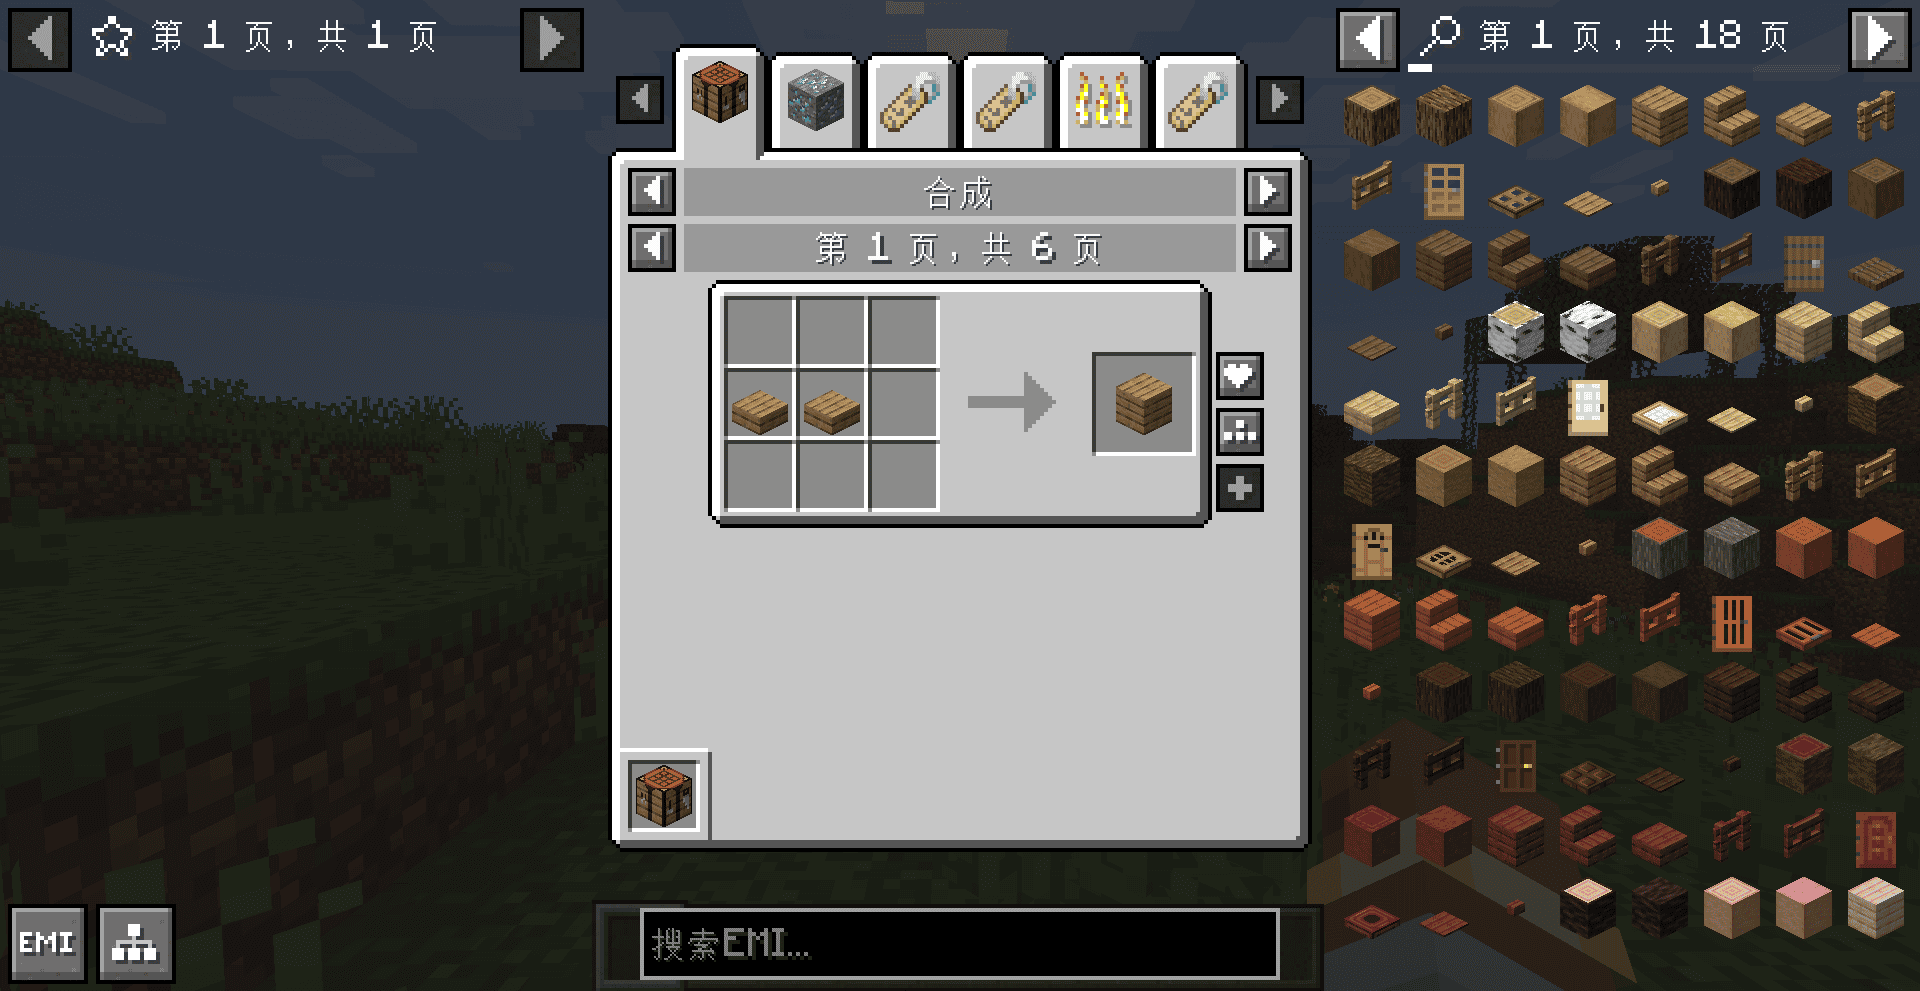 第 1 页，共 1 页
第 1 页，共 18 页
合成
第 1 页，共 6 页
EMI
搜索EMI...